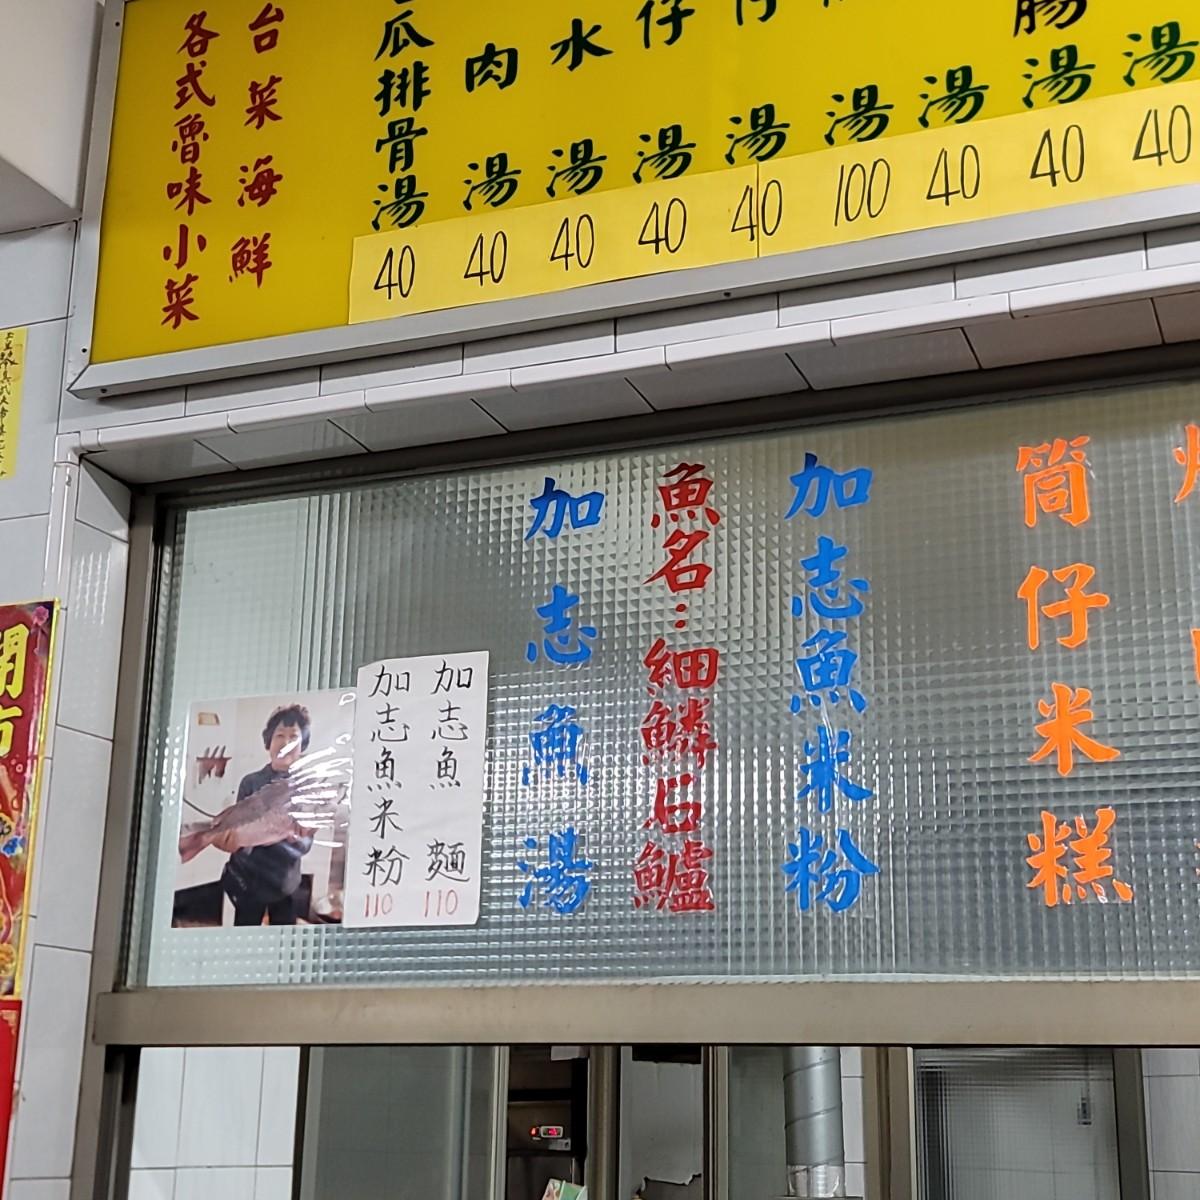 台菜海鮮
各式魯味小菜
瓜排骨湯 40
肉湯 40
水湯 40
仔湯 40
湯 40
湯 100
湯 40
腸湯 40
湯 40
筒仔米糕
加志魚米粉
魚名：細鱗石鱸
加志魚湯
加志魚 麵 110
加志魚米粉 110